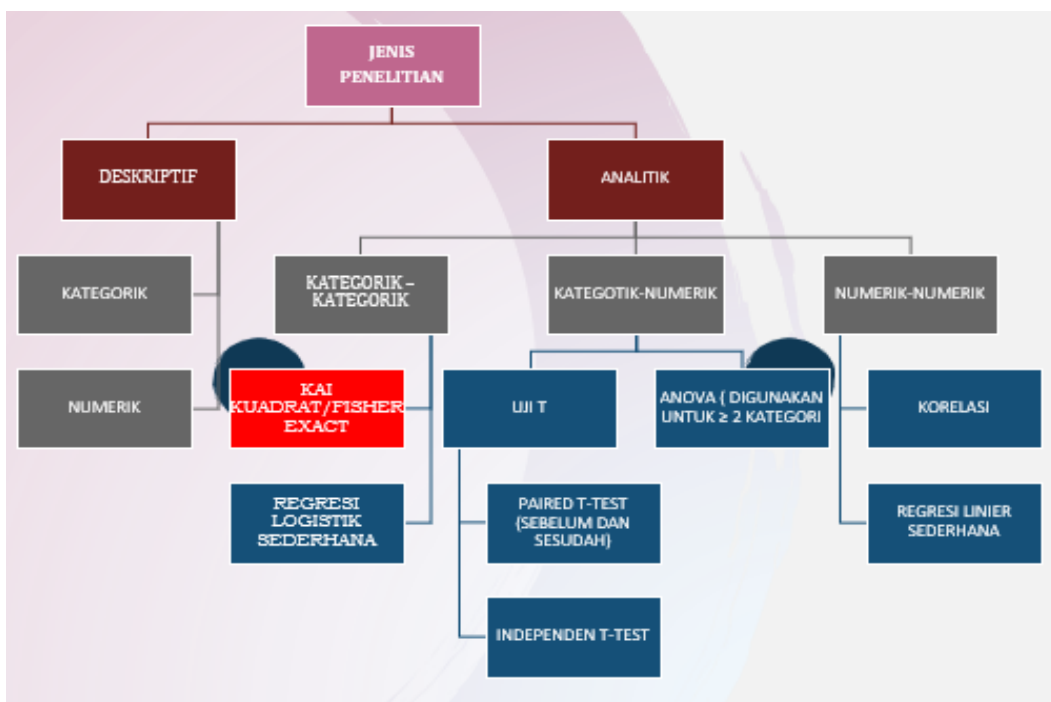 JENIS
PENELITIAN
DESKRIPTIF
ANALITIK
KATEGORIK
KATEGORIK –
KATEGORIK
KATEGOTIK-NUMERIK
NUMERIK-NUMERIK
NUMERIK
KAI
KUADRAT/FISHER
EXACT
UJI T
ANOVA ( DIGUNAKAN
UNTUK ≥ 2 KATEGORI
KORELASI
REGRESI
LOGISTIK
SEDERHANA
PAIRED T-TEST
(SEBELUM DAN
SESUDAH)
REGRESI LINIER
SEDERHANA
INDEPENDEN T-TEST